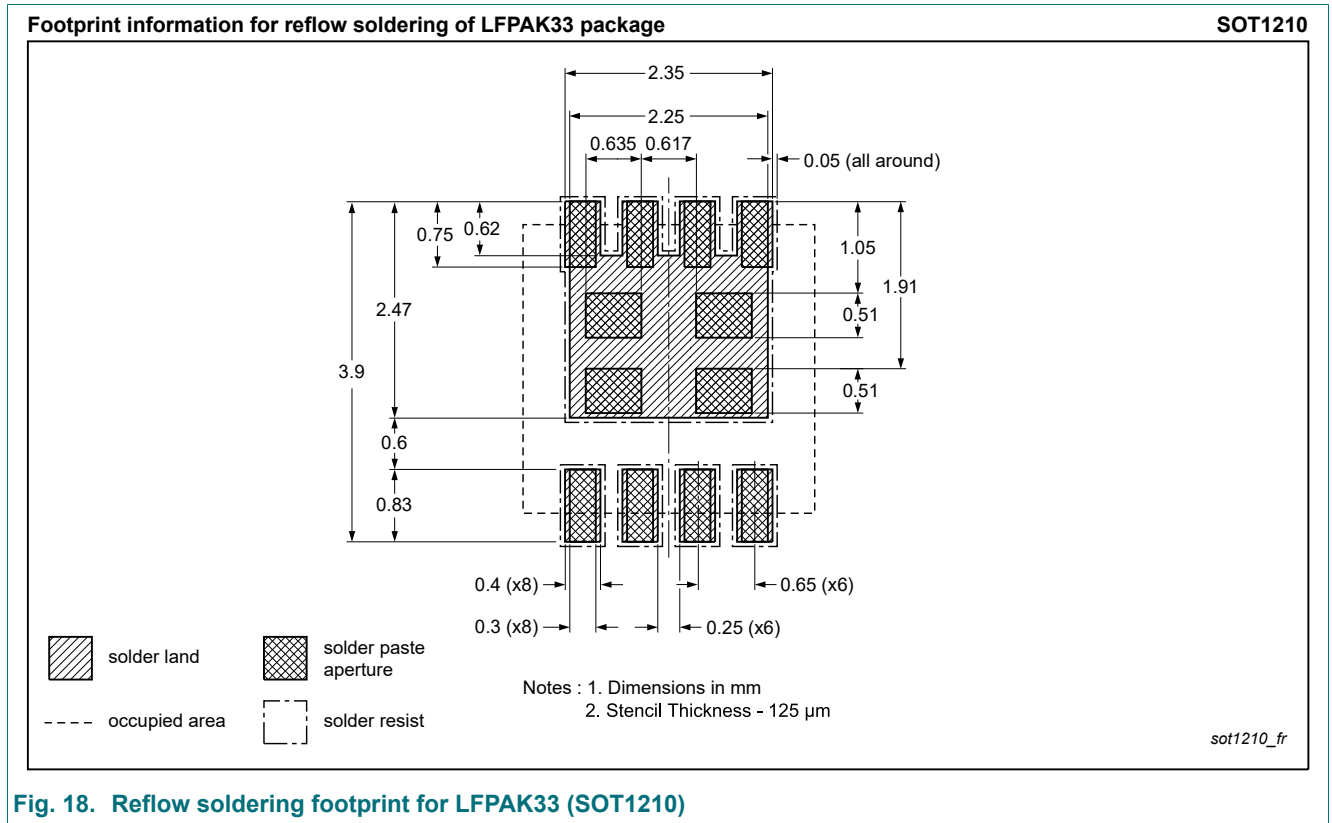 Footprint information for reflow soldering of LFPAK33 package SOT1210
2.35
2.25
0.635 0.617
0.05 (all around)
0.75 0.62
1.05
1.91
2.47
0.51
3.9
0.51
0.6
0.83
0.4 (x8)
0.65 (x6)
0.3 (x8)
0.25 (x6)
solder land
solder paste
aperture
occupied area
solder resist
Notes : 1. Dimensions in mm
2. Stencil Thickness - 125 µm
sot1210_fr
Fig. 18. Reflow soldering footprint for LFPAK33 (SOT1210)